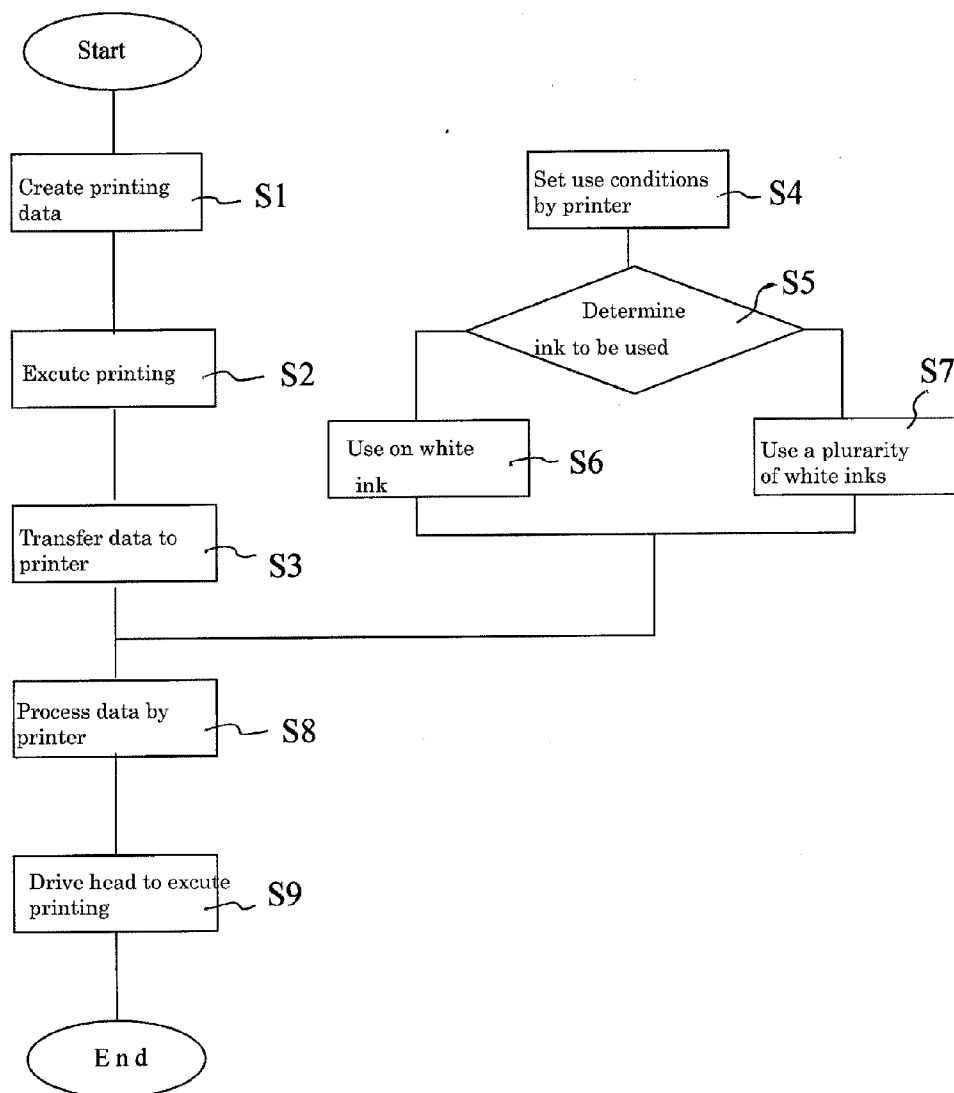 Start
Create printing
data
S1
Excute printing
S2
Transfer data to
printer
S3
Set use conditions
by printer
S4
Determine
ink to be used
S5
Use on white
ink
S6
Use a plurarity
of white inks
S7
Process data by
printer
S8
Drive head to excute
printing
S9
End